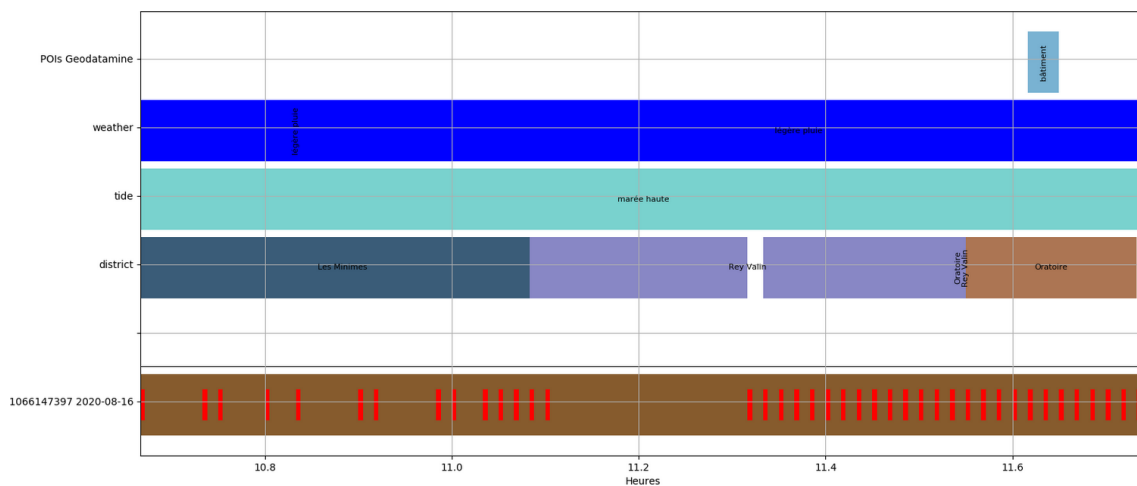 POIs Geodatamine
bâtiment
weather
légère pluie
légère pluie
tide
marée haute
district
Les Minimes
Rey Valin
Oratoire
Rey Valin
Oratoire
1066147397 2020-08-16
10.8
11.0
11.2
11.4
11.6
Heures